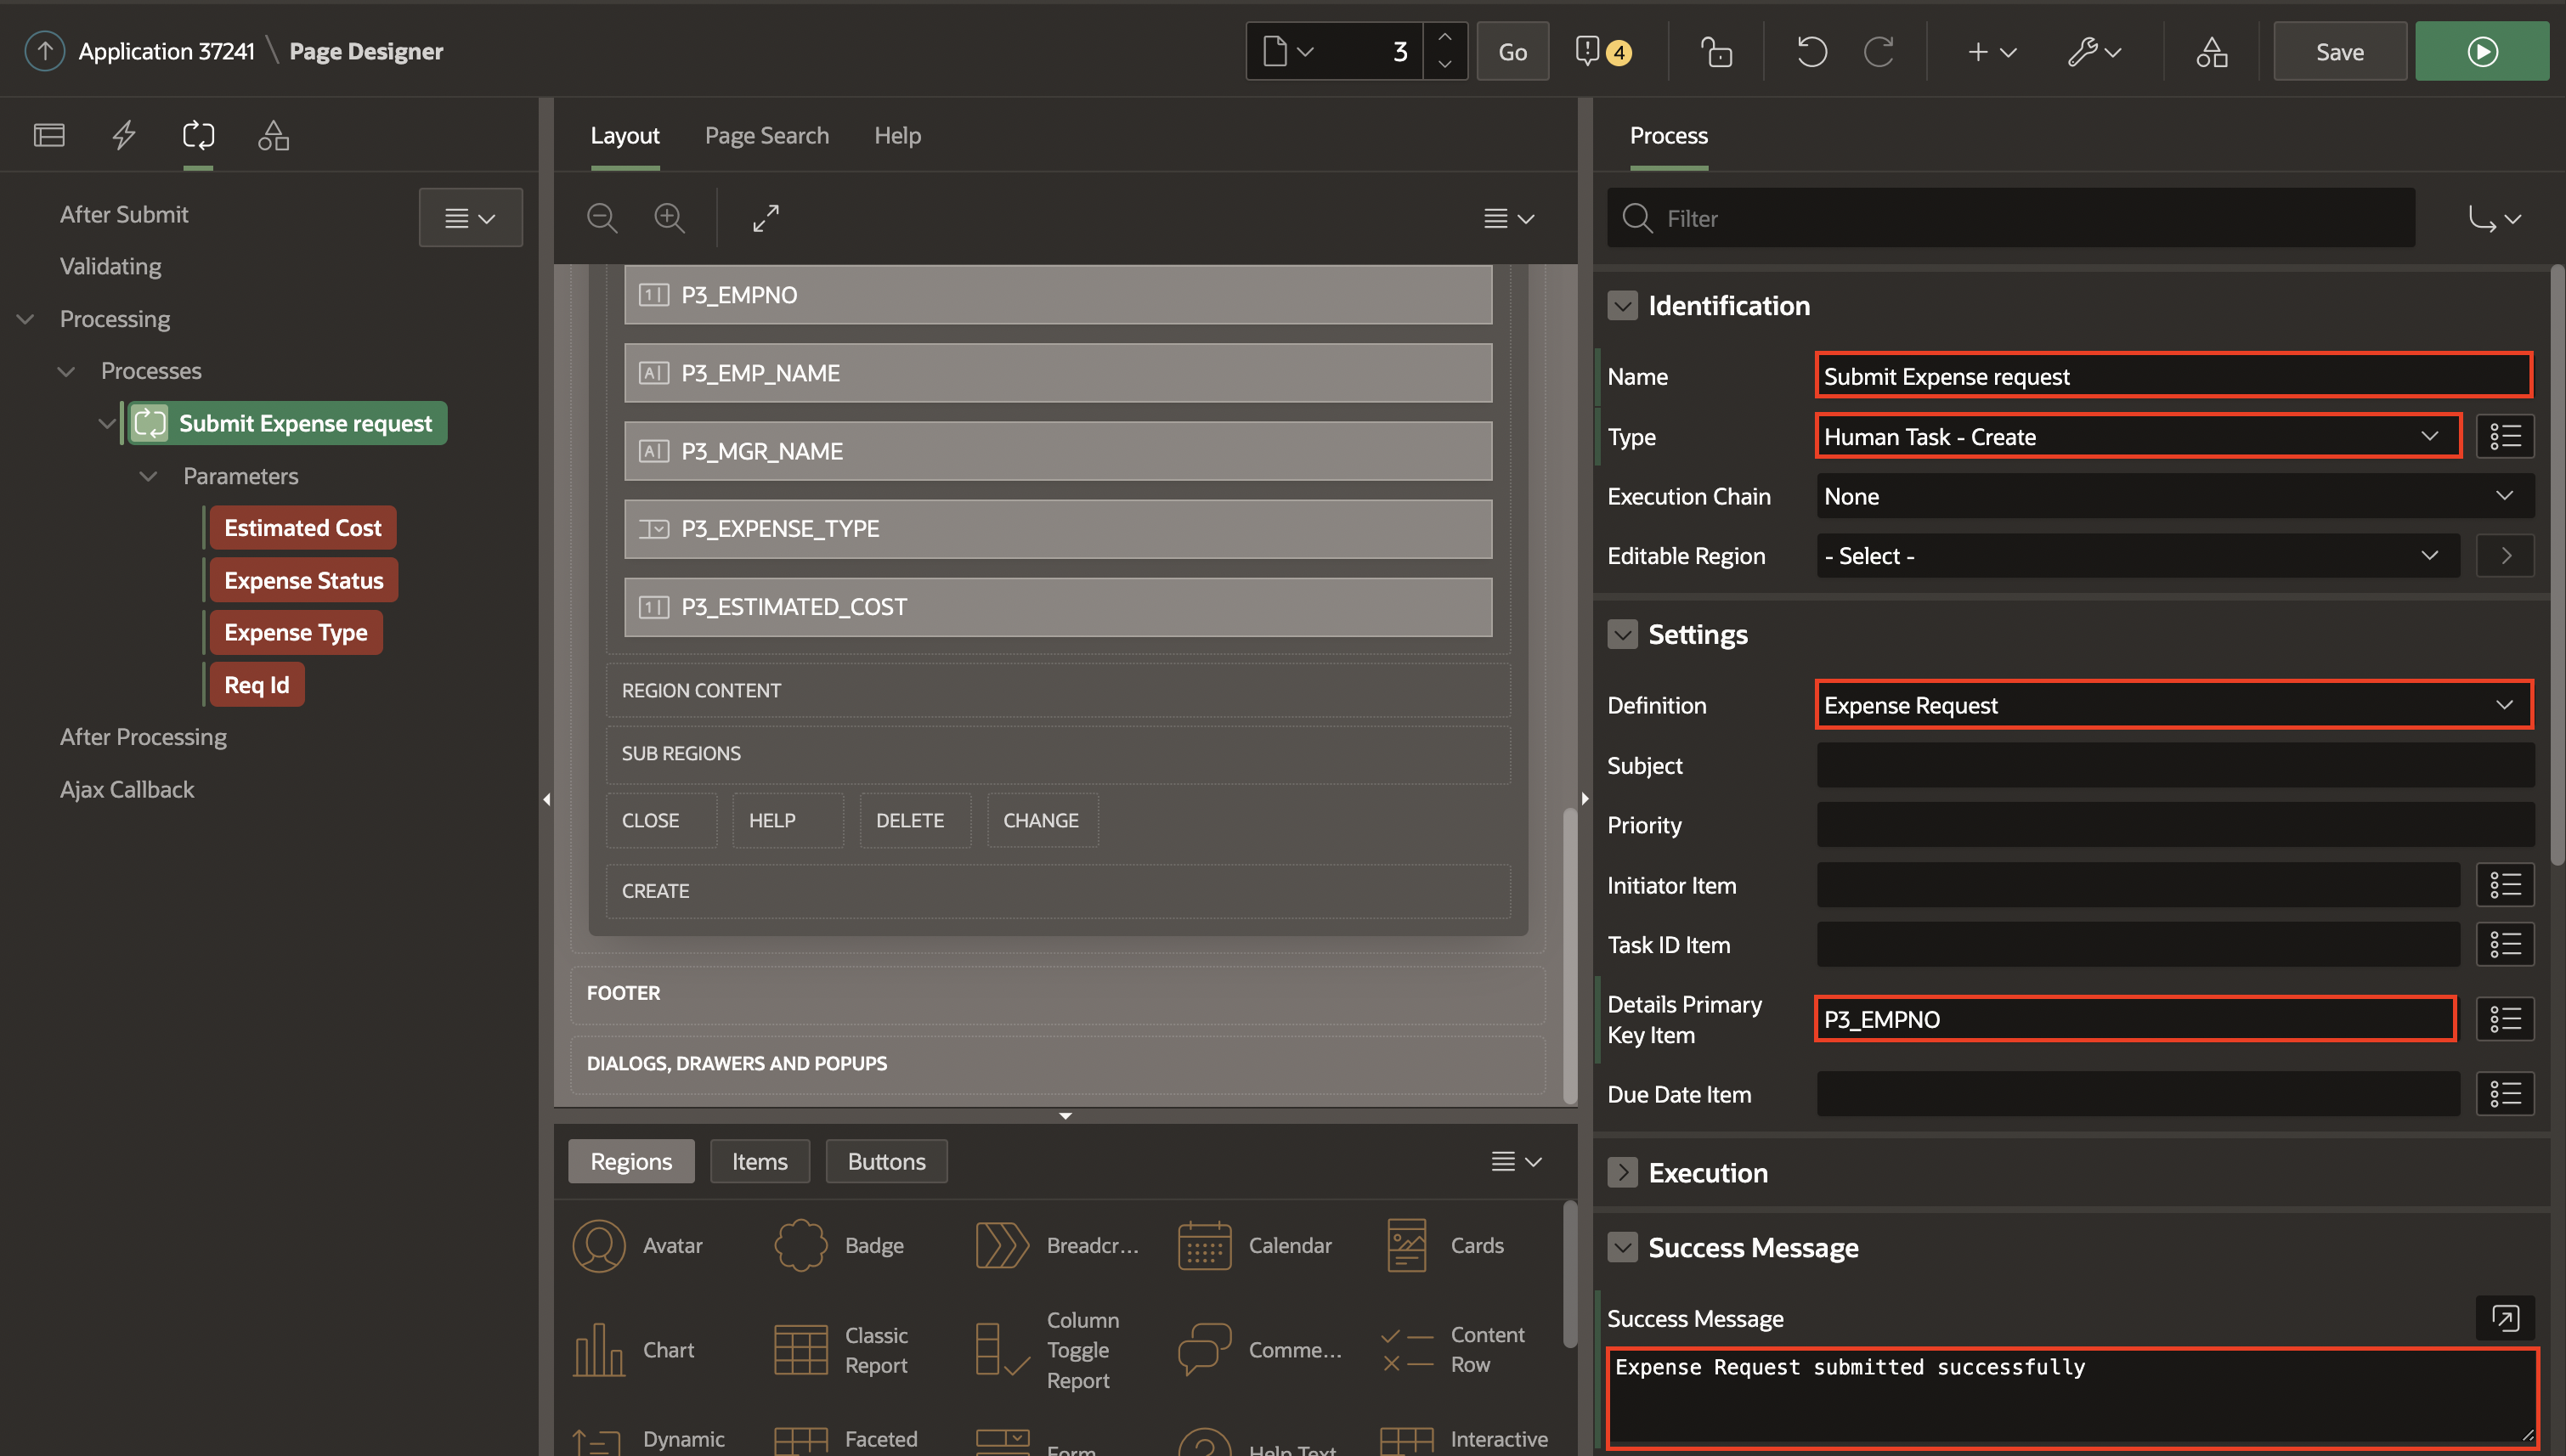 Application 37241 \ Page Designer
3
Go
4
Save
After Submit
Validating
Processing
Processes
Submit Expense request
Parameters
Estimated Cost
Expense Status
Expense Type
Req Id
After Processing
Ajax Callback
Layout
Page Search
Help
P3_EMPNO
P3_EMP_NAME
P3_MGR_NAME
P3_EXPENSE_TYPE
P3_ESTIMATED_COST
REGION CONTENT
SUB REGIONS
CLOSE
HELP
DELETE
CHANGE
CREATE
FOOTER
DIALOGS, DRAWERS AND POPUPS
Regions
Items
Buttons
Avatar
Badge
Breadcr...
Calendar
Cards
Chart
Classic
Report
Column
Toggle
Report
Comme...
Content
Row
Dynamic
Faceted
Form
Help Text
Interactive
Process
Filter
Identification
Name
Submit Expense request
Type
Human Task - Create
Execution Chain
None
Editable Region
- Select -
Settings
Definition
Expense Request
Subject
Priority
Initiator Item
Task ID Item
Details Primary
Key Item
P3_EMPNO
Due Date Item
Execution
Success Message
Success Message
Expense Request submitted successfully